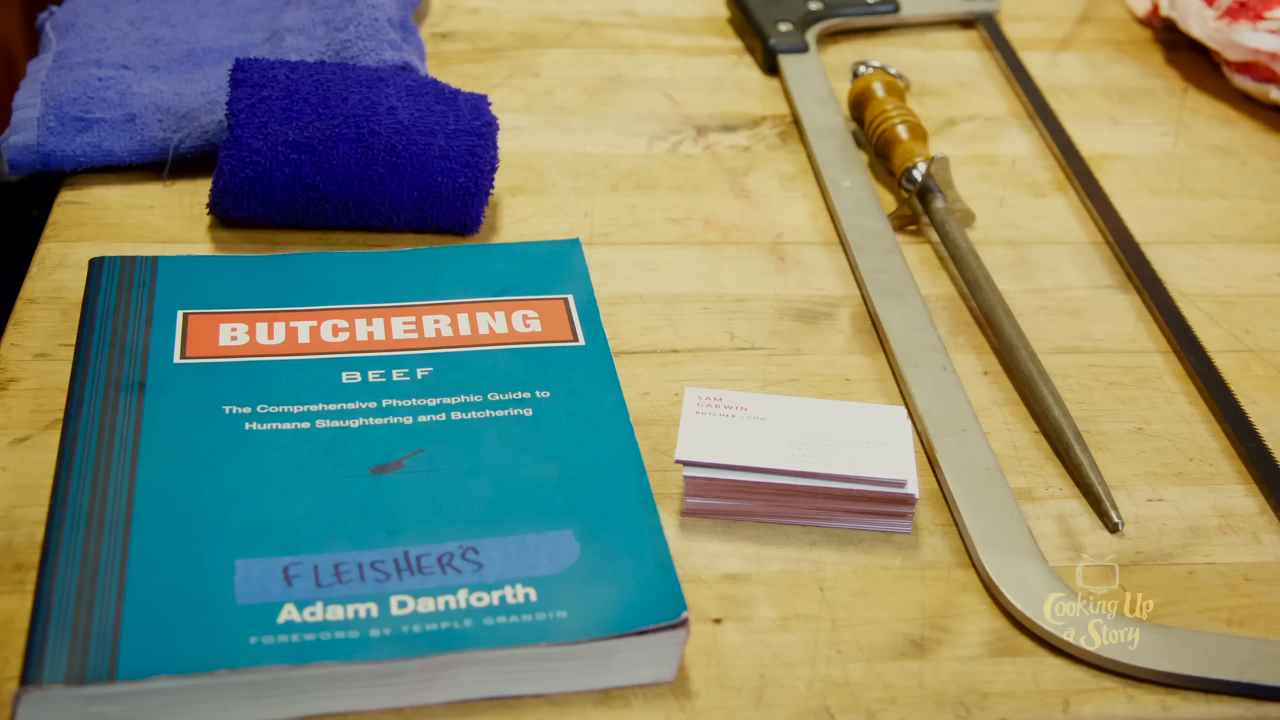 BUTCHERING
BEEF
The Comprehensive Photographic Guide to
Humane Slaughtering and Butchering
FLEISHER'S
Adam Danforth
FOREWORD BY TEMPLE GRANDIN
SAM
GARWIN
BUTCHER · COO
Cooking Up
a Story